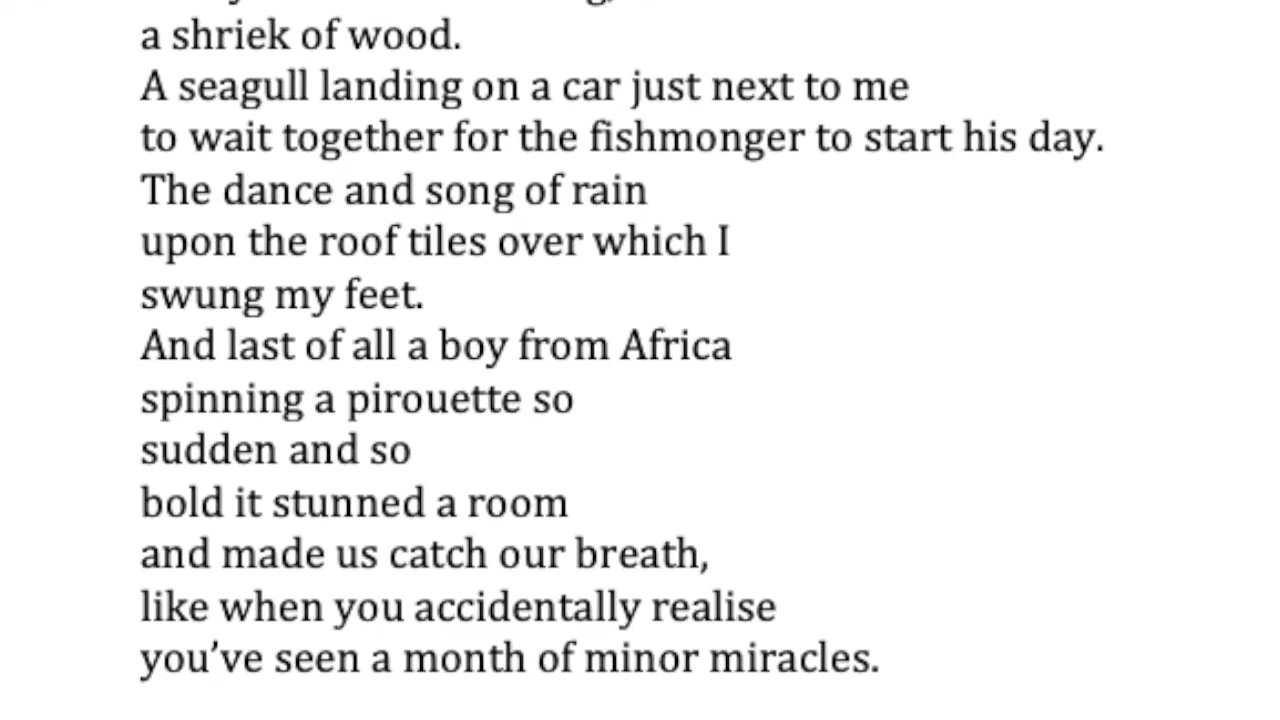 a shriek of wood.
A seagull landing on a car just next to me
to wait together for the fishmonger to start his day.
The dance and song of rain
upon the roof tiles over which I
swung my feet.
And last of all a boy from Africa
spinning a pirouette so
sudden and so
bold it stunned a room
and made us catch our breath,
like when you accidentally realise
you’ve seen a month of minor miracles.